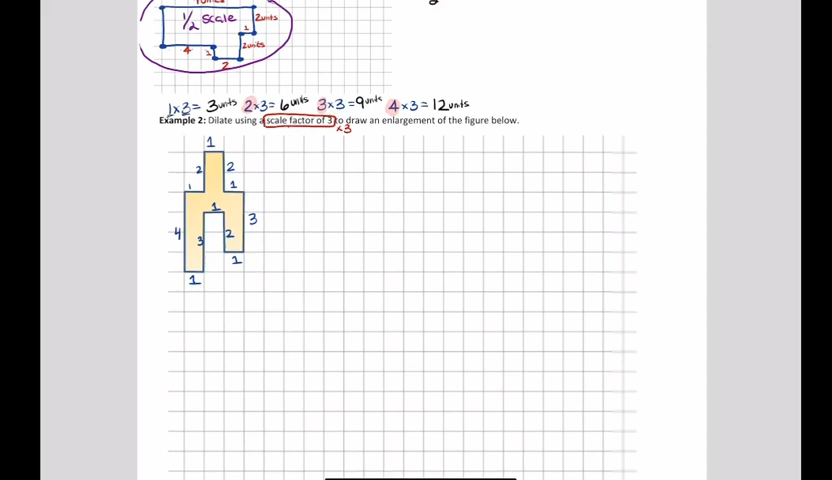 1/2 scale
2units
1
2units
4
1
2
1x3= 3units 2x3= 6units 3x3=9units 4x3=12units
Example 2: Dilate using a scale factor of 3 to draw an enlargement of the figure below.
x3
1
2 2
1 1
1
4 3 2 3
1
1